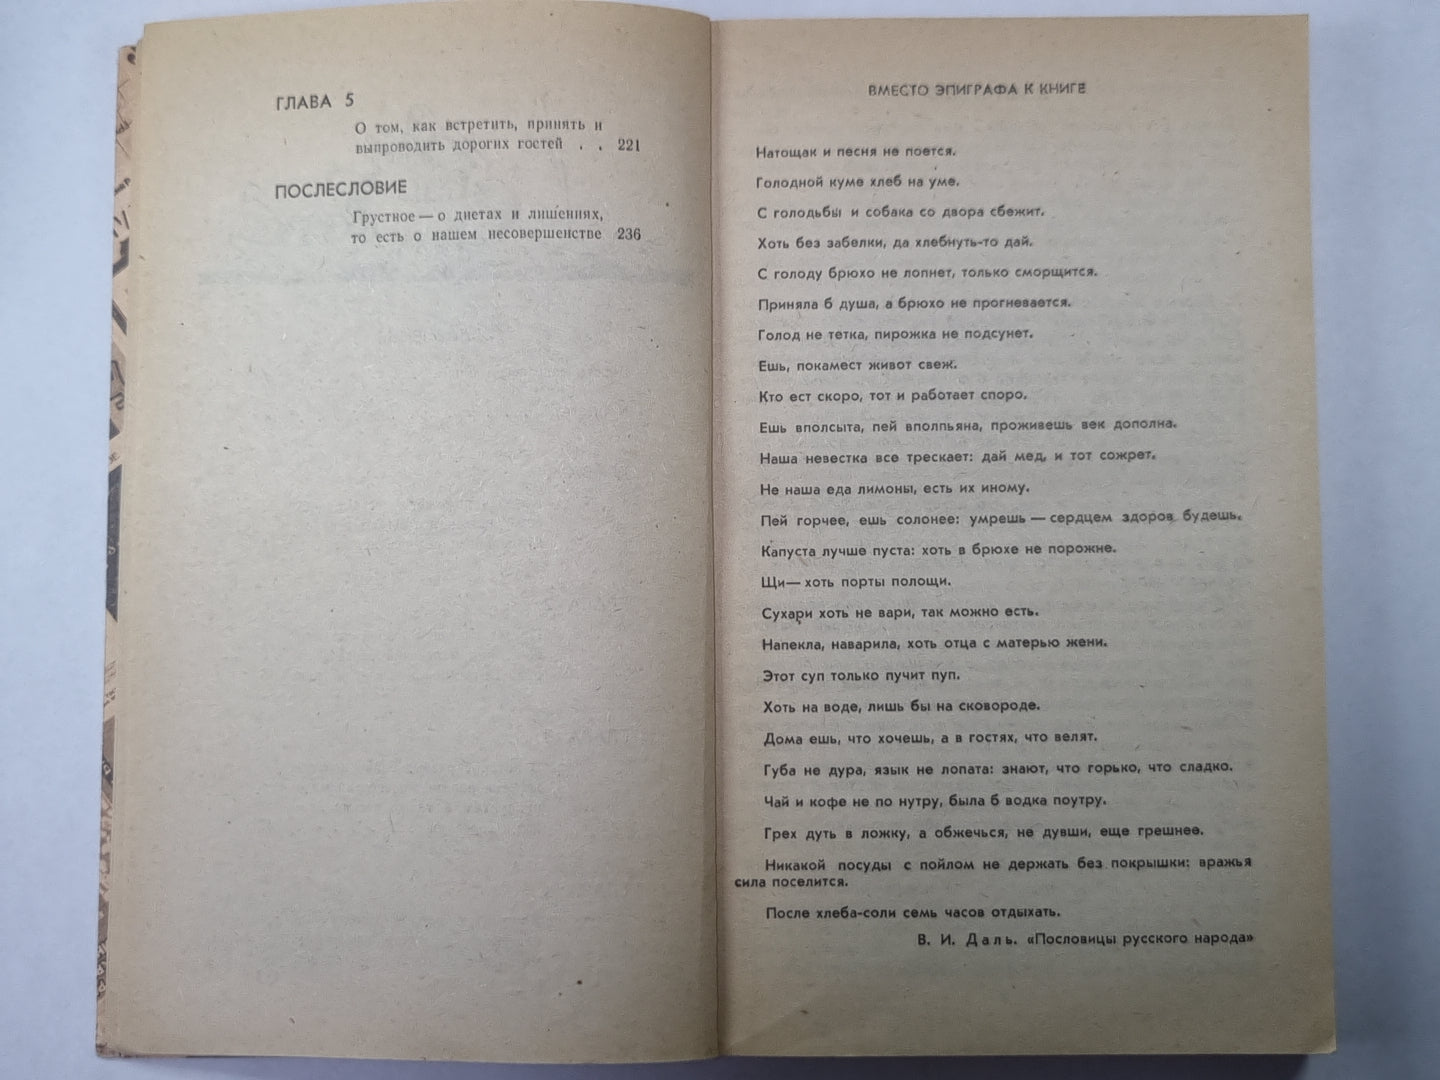 ГЛАВА 5
О том, как встретить, принять и
выпроводить дорогих гостей . . 221
ПОСЛЕСЛОВИЕ
Грустное — о диетах и лишениях,
то есть о нашем несовершенстве 236
ВМЕСТО ЭПИГРАФА К КНИГЕ
Натощак и песня не поется.
Голодной куме хлеб на уме.
С голодьбы и собака со двора сбежит.
Хоть без забелки, да хлебнуть-то дай.
С голоду брюхо не лопнет, только сморщится.
Приняла б душа, а брюхо не прогневается.
Голод не тетка, пирожка не подсунет.
Ешь, покамест живот свеж.
Кто ест скоро, тот и работает споро.
Ешь вполсыта, пей вполпьяна, проживешь век дополна.
Наша невестка все трескает: дай мед, и тот сожрет.
Не наша еда лимоны, есть их иному.
Пей горчее, ешь солонее: умрешь — сердцем здоров будешь.
Капуста лучше пуста: хоть в брюхе не порожне.
Щи — хоть порты полощи.
Сухари хоть не вари, так можно есть.
Напекла, наварила, хоть отца с матерью жени.
Этот суп только пучит пуп.
Хоть на воде, лишь бы на сковороде.
Дома ешь, что хочешь, а в гостях, что велят.
Губа не дура, язык не лопата: знают, что горько, что сладко.
Чай и кофе не по нутру, была б водка поутру.
Грех дуть в ложку, а обжечься, не дувши, еще грешнее.
Никакой посуды с пойлом не держать без покрышки: вражья
сила поселится.
После хлеба-соли семь часов отдыхать.
В. И. Даль. «Пословицы русского народа»